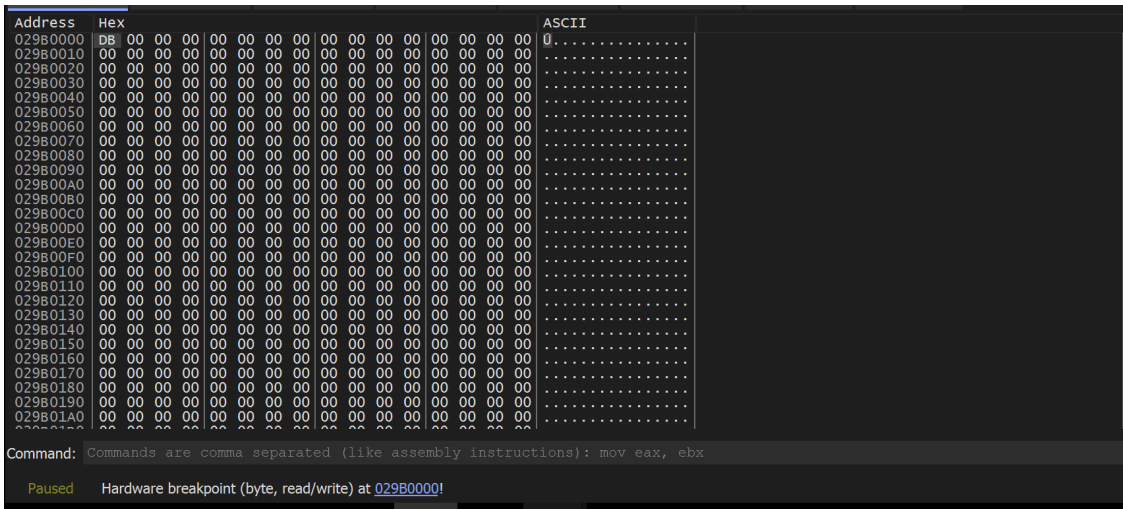 Address Hex ASCII
029B0000 DB 00 00 00 00 00 00 00 00 00 00 00 00 00 00 00 Û...............
029B0010 00 00 00 00 00 00 00 00 00 00 00 00 00 00 00 00 ................
029B0020 00 00 00 00 00 00 00 00 00 00 00 00 00 00 00 00 ................
029B0030 00 00 00 00 00 00 00 00 00 00 00 00 00 00 00 00 ................
029B0040 00 00 00 00 00 00 00 00 00 00 00 00 00 00 00 00 ................
029B0050 00 00 00 00 00 00 00 00 00 00 00 00 00 00 00 00 ................
029B0060 00 00 00 00 00 00 00 00 00 00 00 00 00 00 00 00 ................
029B0070 00 00 00 00 00 00 00 00 00 00 00 00 00 00 00 00 ................
029B0080 00 00 00 00 00 00 00 00 00 00 00 00 00 00 00 00 ................
029B0090 00 00 00 00 00 00 00 00 00 00 00 00 00 00 00 00 ................
029B00A0 00 00 00 00 00 00 00 00 00 00 00 00 00 00 00 00 ................
029B00B0 00 00 00 00 00 00 00 00 00 00 00 00 00 00 00 00 ................
029B00C0 00 00 00 00 00 00 00 00 00 00 00 00 00 00 00 00 ................
029B00D0 00 00 00 00 00 00 00 00 00 00 00 00 00 00 00 00 ................
029B00E0 00 00 00 00 00 00 00 00 00 00 00 00 00 00 00 00 ................
029B00F0 00 00 00 00 00 00 00 00 00 00 00 00 00 00 00 00 ................
029B0100 00 00 00 00 00 00 00 00 00 00 00 00 00 00 00 00 ................
029B0110 00 00 00 00 00 00 00 00 00 00 00 00 00 00 00 00 ................
029B0120 00 00 00 00 00 00 00 00 00 00 00 00 00 00 00 00 ................
029B0130 00 00 00 00 00 00 00 00 00 00 00 00 00 00 00 00 ................
029B0140 00 00 00 00 00 00 00 00 00 00 00 00 00 00 00 00 ................
029B0150 00 00 00 00 00 00 00 00 00 00 00 00 00 00 00 00 ................
029B0160 00 00 00 00 00 00 00 00 00 00 00 00 00 00 00 00 ................
029B0170 00 00 00 00 00 00 00 00 00 00 00 00 00 00 00 00 ................
029B0180 00 00 00 00 00 00 00 00 00 00 00 00 00 00 00 00 ................
029B0190 00 00 00 00 00 00 00 00 00 00 00 00 00 00 00 00 ................
029B01A0 00 00 00 00 00 00 00 00 00 00 00 00 00 00 00 00 ................
Command: Commands are comma separated (like assembly instructions): mov eax, ebx
Paused Hardware breakpoint (byte, read/write) at 029B0000!